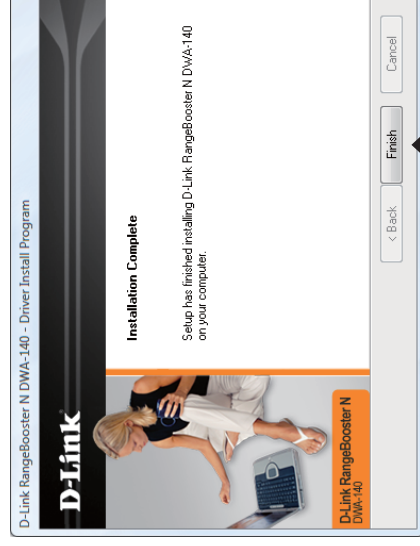 D-Link RangeBooster N DWA-140 - Driver Install Program
D-Link
Installation Complete
Setup has finished installing D-Link RangeBooster N DWA-140
on your computer.
D-Link RangeBooster N
DWA-140
< Back
Finish
Cancel